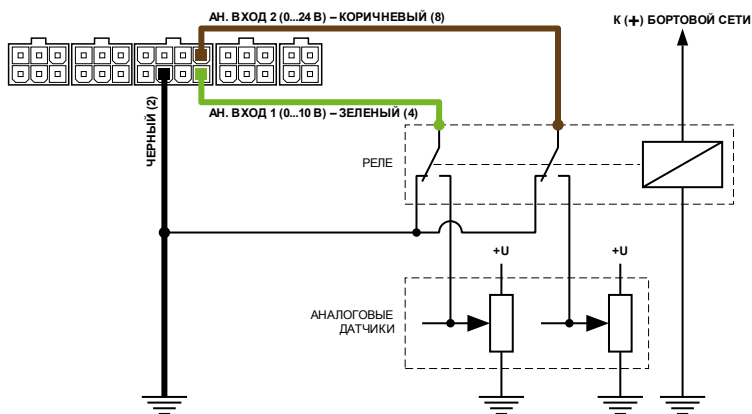 АН. ВХОД 2 (0...24 В) – КОРИЧНЕВЫЙ (8)
К (+) БОРТОВОЙ СЕТИ
АН. ВХОД 1 (0...10 В) – ЗЕЛЕНЫЙ (4)
ЧЕРНЫЙ (2)
РЕЛЕ
+U
+U
АНАЛОГОВЫЕ
ДАТЧИКИ